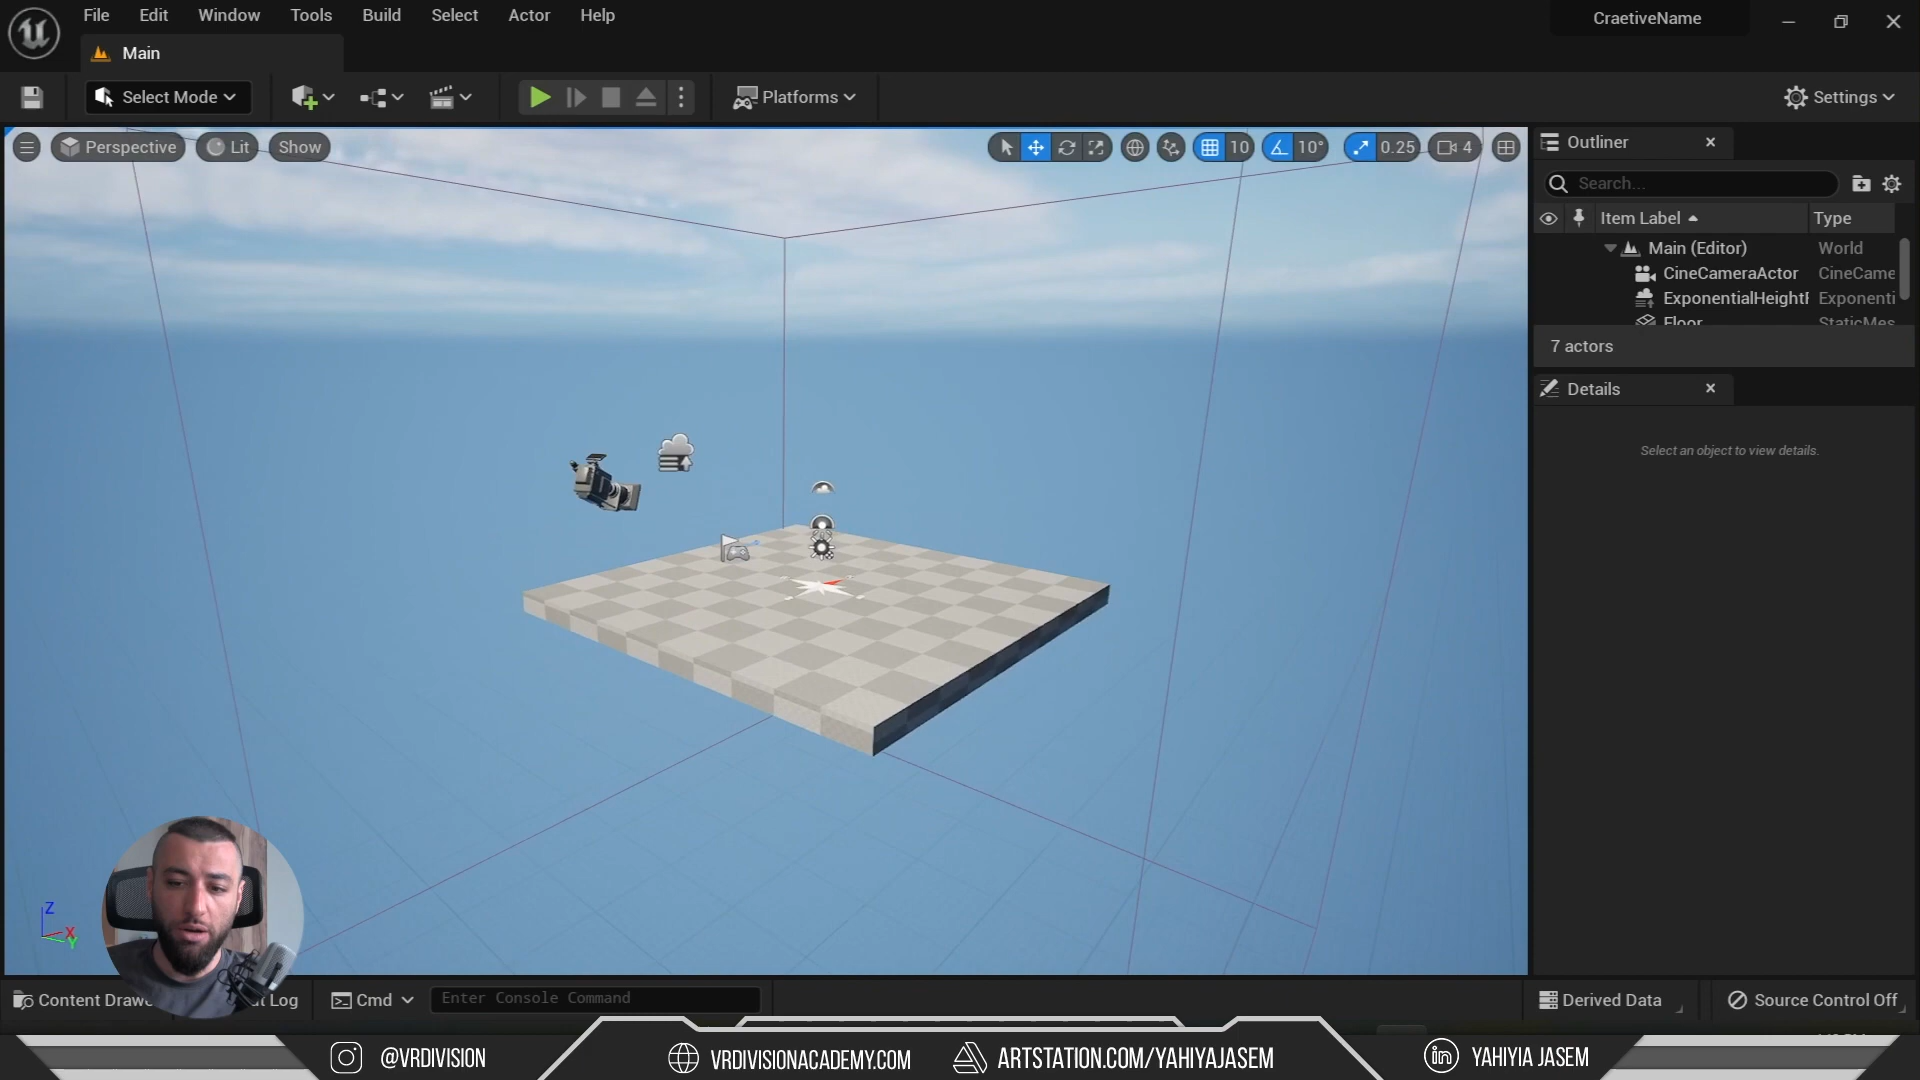 File Edit Window Tools Build Select Actor Help
CraetiveName
Main
Select Mode
Platforms
Settings
Perspective Lit Show
10 10° 0.25 4
Outliner
Search...
Item Label Type
Main (Editor) World
CineCameraActor CineCame
ExponentialHeightF Exponenti
Floor StaticMes
7 actors
Details
Select an object to view details.
Z
X
Y
Content Drawe
t Log
Cmd
Enter Console Command
Derived Data
Source Control Off
@VRDIVISION
VRDIVISIONACADEMY.COM
ARTSTATION.COM/YAHIYAJASEM
in YAHIYIA JASEM